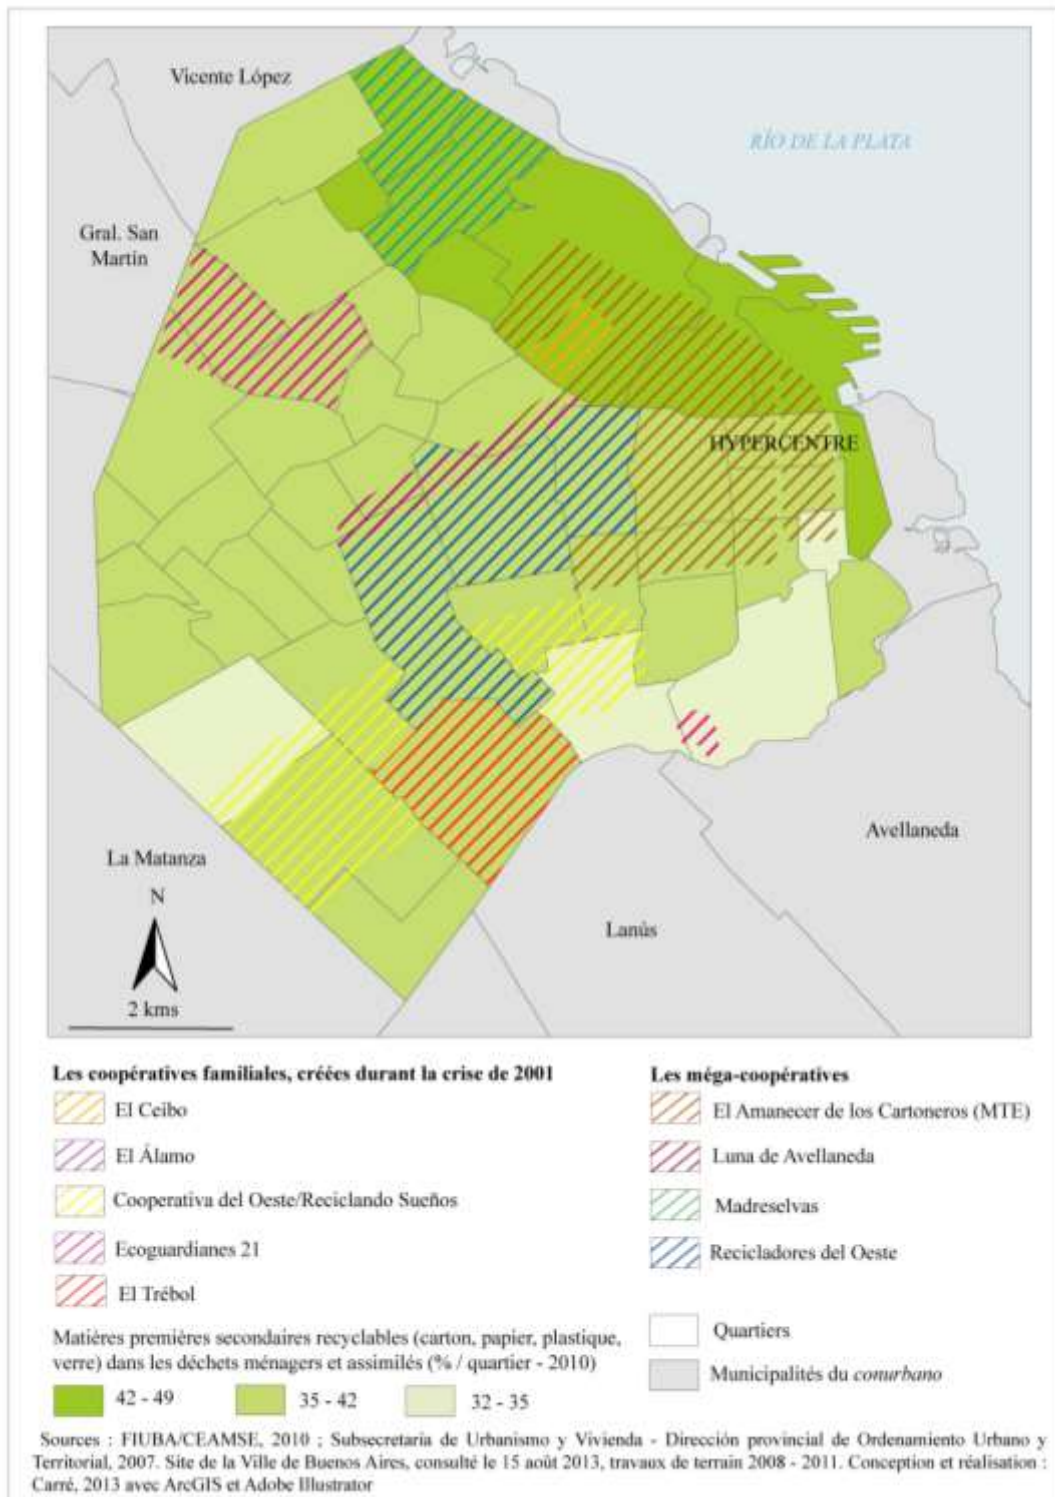 Vicente López
RÍO DE LA PLATA
Gral. San
Martin
HYPERCENTRE
Avellaneda
La Matanza
N
Lanús
2 kms
Les coopératives familiales, créées durant la crise de 2001
El Ceibo
El Álamo
Cooperativa del Oeste/Reciclando Sueños
Ecoguardianes 21
El Trébol
Les méga-coopératives
El Amanecer de los Cartoneros (MTE)
Luna de Avellaneda
Madreselvas
Recicladores del Oeste
Matières premières secondaires recyclables (carton, papier, plastique,
verre) dans les déchets ménagers et assimilés (% / quartier - 2010)
42 - 49
35 - 42
32 - 35
Quartiers
Municipalités du conurbano
Sources : FIUBA/CEAMSE, 2010 ; Subsecretaria de Urbanismo y Vivienda - Dirección provincial de Ordenamiento Urbano y
Territorial, 2007. Site de la Ville de Buenos Aires, consulté le 15 août 2013, travaux de terrain 2008 - 2011. Conception et réalisation :
Carré, 2013 avec ArcGIS et Adobe Illustrator